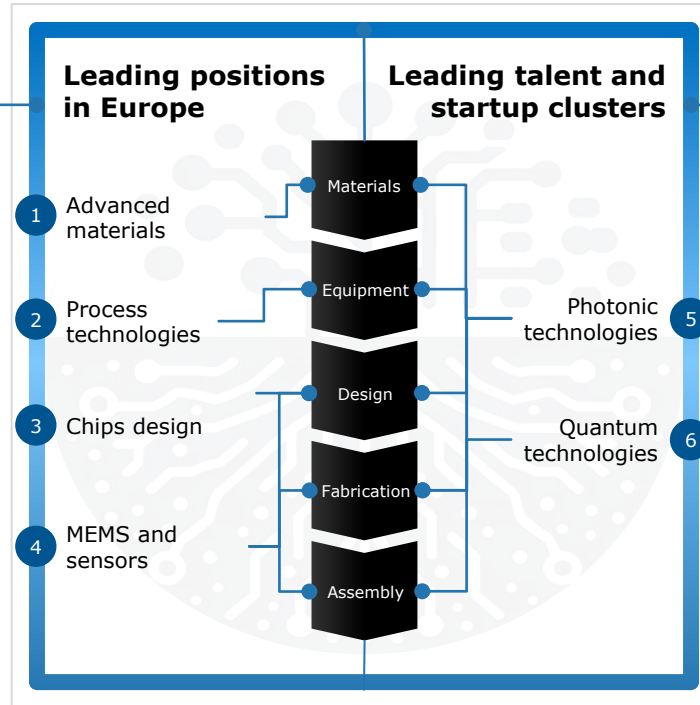 Leading positions
in Europe
Leading talent and
startup clusters
1
Advanced
materials
2
Process
technologies
3
Chips design
4
MEMS and
sensors
Materials
Equipment
Design
Fabrication
Assembly
Photonic
technologies
5
Quantum
technologies
6